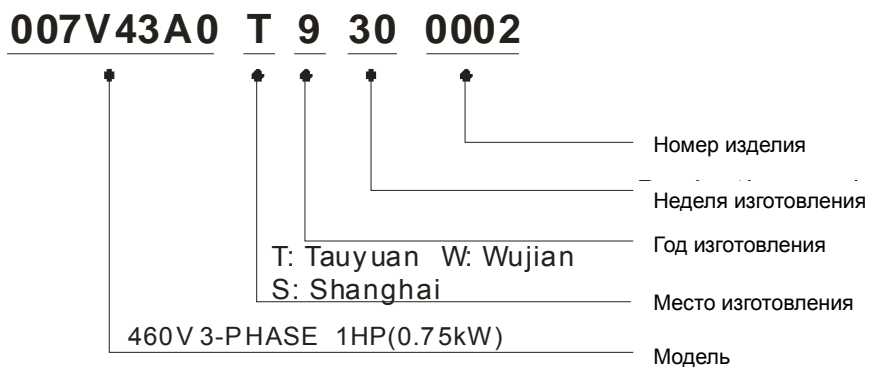 007V43A0 T 9 30 0002
Номер изделия
Неделя изготовления
Год изготовления
T: Tauyuan W: Wujian
S: Shanghai
Место изготовления
460V 3-PHASE 1HP(0.75kW)
Модель